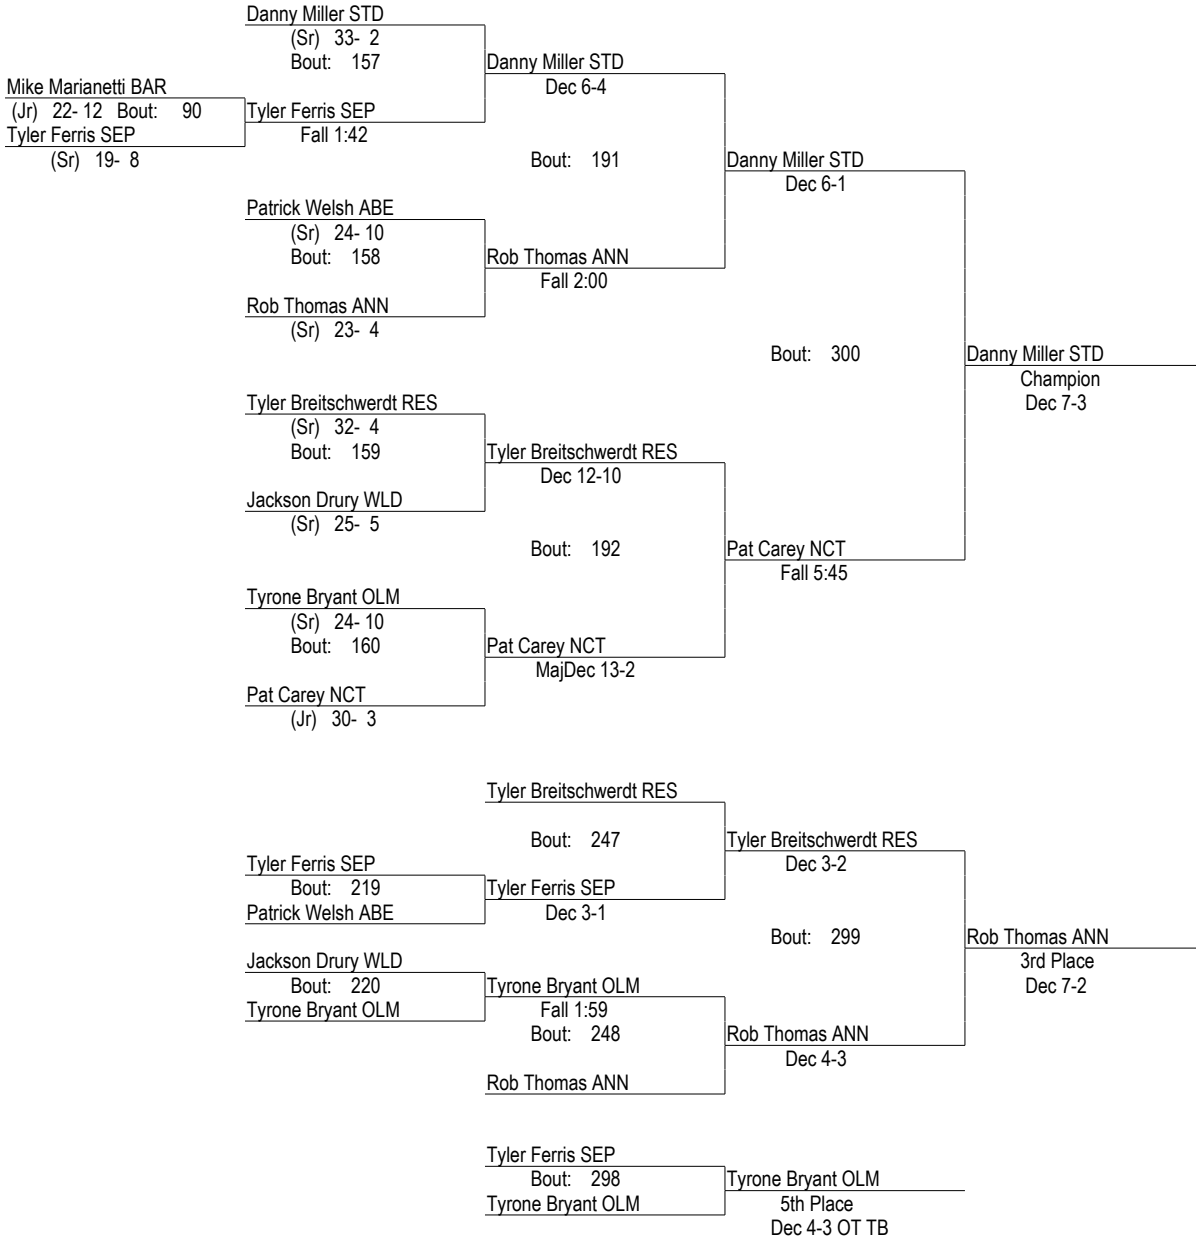 Danny Miller STD
(Sr) 33- 2
Bout: 157
Danny Miller STD
Dec 6-4
Mike Marianetti BAR
(Jr) 22- 12 Bout: 90
Tyler Ferris SEP
(Sr) 19- 8
Tyler Ferris SEP
Fall 1:42
Bout: 191
Danny Miller STD
Dec 6-1
Patrick Welsh ABE
(Sr) 24- 10
Bout: 158
Rob Thomas ANN
Fall 2:00
Rob Thomas ANN
(Sr) 23- 4
Bout: 300
Danny Miller STD
Champion
Dec 7-3
Tyler Breitschwerdt RES
(Sr) 32- 4
Bout: 159
Tyler Breitschwerdt RES
Dec 12-10
Jackson Drury WLD
(Sr) 25- 5
Bout: 192
Pat Carey NCT
Fall 5:45
Tyrone Bryant OLM
(Sr) 24- 10
Bout: 160
Pat Carey NCT
MajDec 13-2
Pat Carey NCT
(Jr) 30- 3
Tyler Breitschwerdt RES
Bout: 247
Tyler Breitschwerdt RES
Dec 3-2
Tyler Ferris SEP
Bout: 219
Patrick Welsh ABE
Tyler Ferris SEP
Dec 3-1
Bout: 299
Rob Thomas ANN
3rd Place
Dec 7-2
Jackson Drury WLD
Bout: 220
Tyrone Bryant OLM
Tyrone Bryant OLM
Fall 1:59
Bout: 248
Rob Thomas ANN
Dec 4-3
Rob Thomas ANN
Tyler Ferris SEP
Bout: 298
Tyrone Bryant OLM
Tyrone Bryant OLM
5th Place
Dec 4-3 OT TB